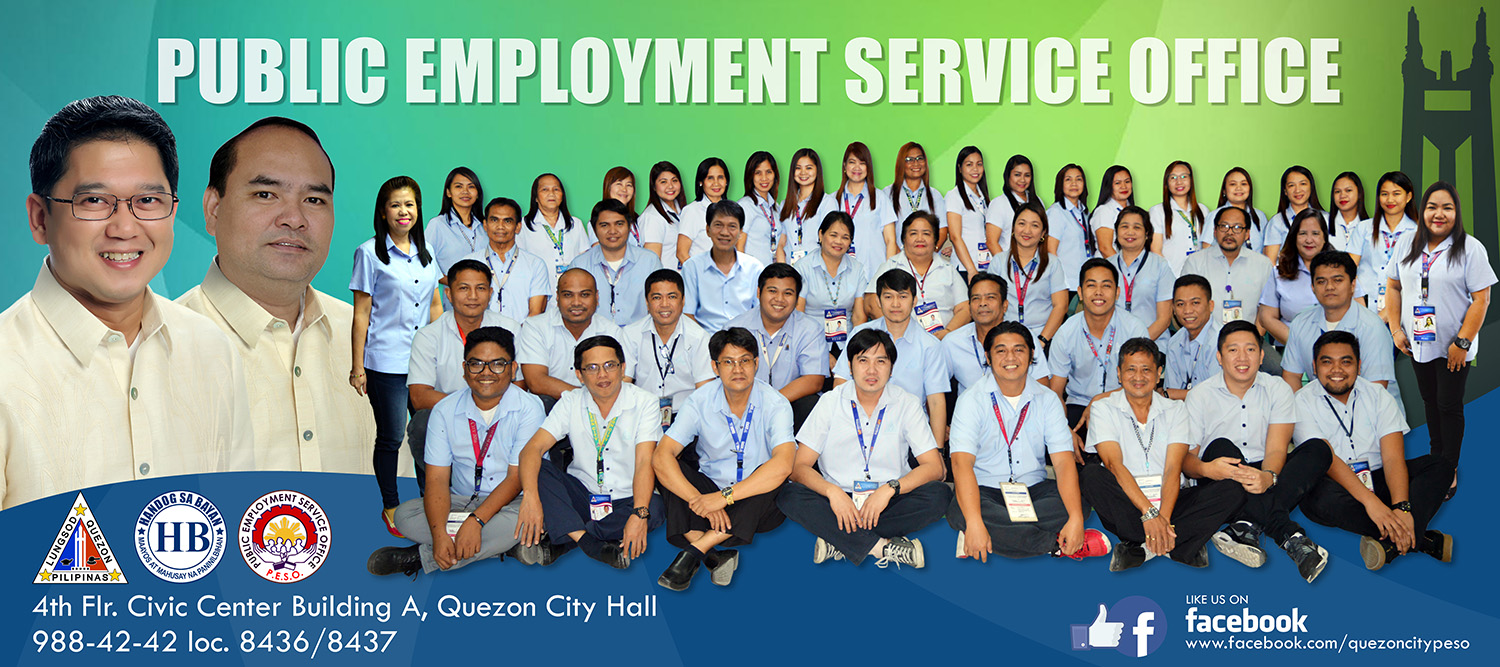 PUBLIC EMPLOYMENT SERVICE OFFICE
LUNGSOD QUEZON
PILIPINAS
HANDOG SA BAYAN
HB
MAAYOS AT MAHUSAY NA PANINILBIHAN
PUBLIC EMPLOYMENT SERVICE OFFICE
P.E.S.O.
4th Flr. Civic Center Building A, Quezon City Hall
988-42-42 loc. 8436/8437
f
LIKE US ON
facebook
www.facebook.com/quezoncitypeso